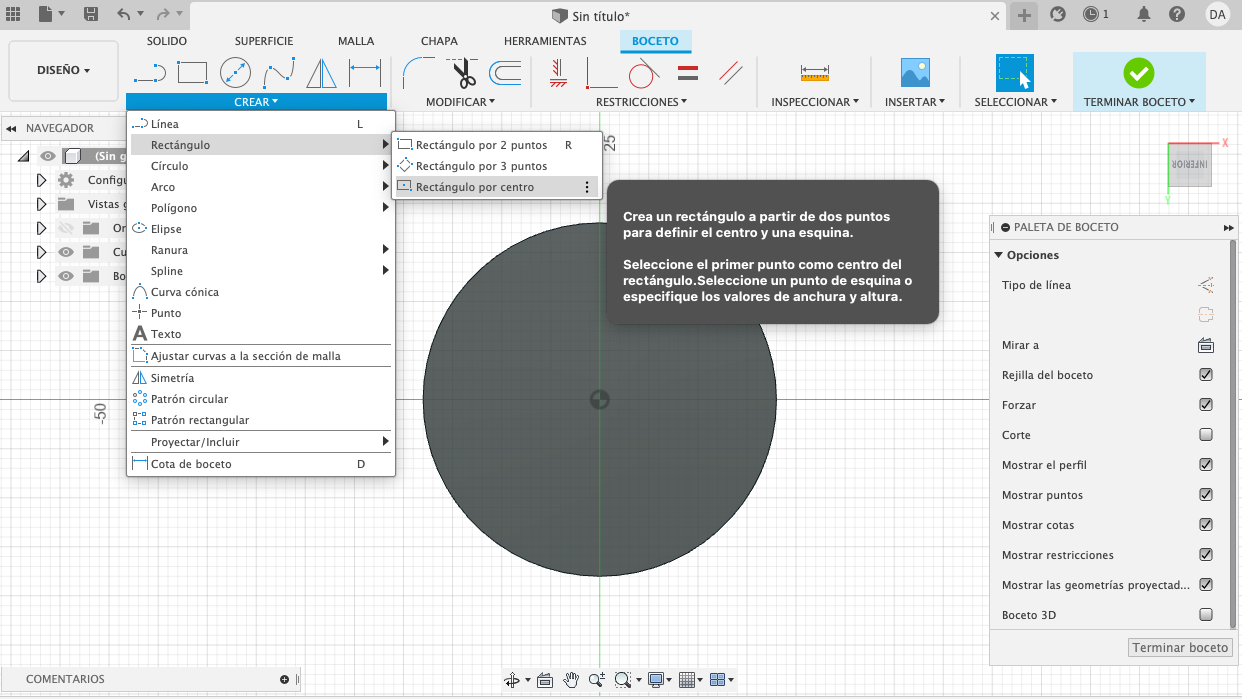 Sin título*
1
DA
SOLIDO
SUPERFICIE
MALLA
CHAPA
HERRAMIENTAS
BOCETO
DISEÑO
CREAR
MODIFICAR
RESTRICCIONES
INSPECCIONAR
INSERTAR
SELECCIONAR
TERMINAR BOCETO
NAVEGADOR
(Sin g
Configu
Vistas g
Or
Cu
Bo
Línea L
Rectángulo
Círculo
Arco
Polígono
Elipse
Ranura
Spline
Curva cónica
Punto
Texto
Ajustar curvas a la sección de malla
Simetría
Patrón circular
Patrón rectangular
Proyectar/Incluir
Cota de boceto D
Rectángulo por 2 puntos R
Rectángulo por 3 puntos
Rectángulo por centro
25
Crea un rectángulo a partir de dos puntos
para definir el centro y una esquina.
Seleccione el primer punto como centro del
rectángulo.Seleccione un punto de esquina o
especifique los valores de anchura y altura.
-50
X
INFERIOR
Y
PALETA DE BOCETO
Opciones
Tipo de línea
Mirar a
Rejilla del boceto
Forzar
Corte
Mostrar el perfil
Mostrar puntos
Mostrar cotas
Mostrar restricciones
Mostrar las geometrías proyectad...
Boceto 3D
Terminar boceto
COMENTARIOS